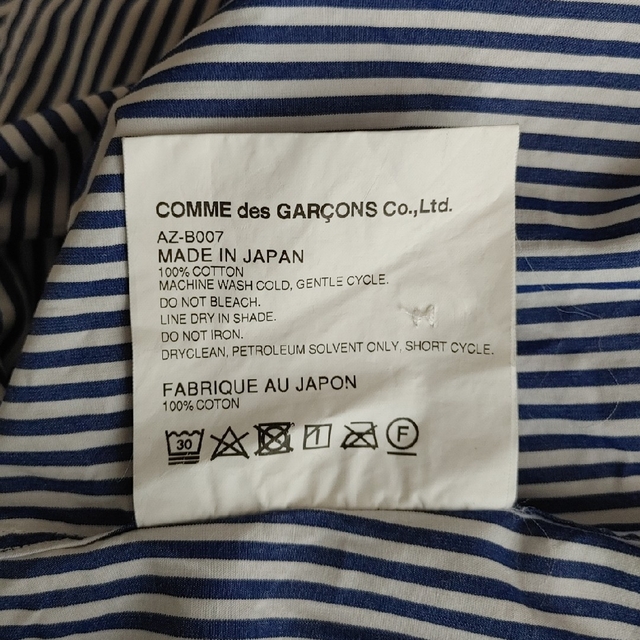 COMME des GARÇONS Co.,Ltd.
AZ-B007
MADE IN JAPAN
100% COTTON
MACHINE WASH COLD, GENTLE CYCLE.
DO NOT BLEACH.
LINE DRY IN SHADE.
DO NOT IRON.
DRYCLEAN, PETROLEUM SOLVENT ONLY, SHORT CYCLE.
FABRIQUE AU JAPON
100% COTON
30 F